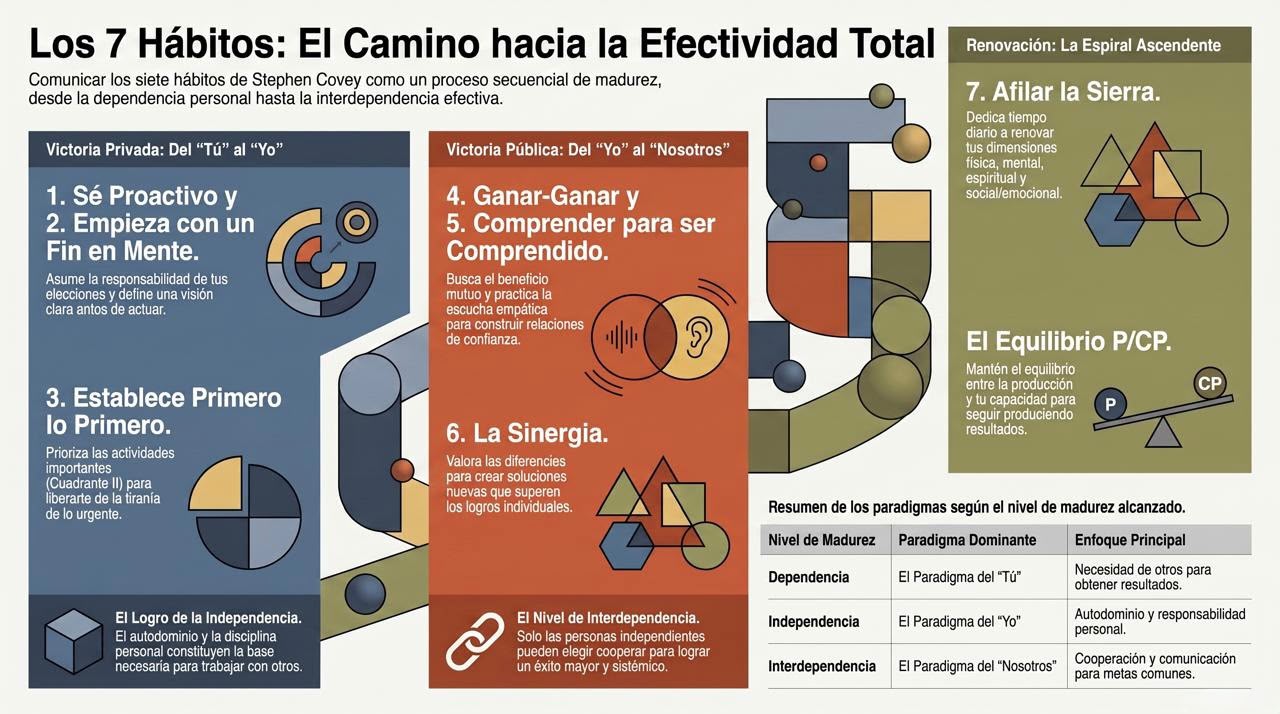 Los 7 Hábitos: El Camino hacia la Efectividad Total
Comunicar los siete hábitos de Stephen Covey como un proceso secuencial de madurez,
desde la dependencia personal hasta la interdependencia efectiva.
Victoria Privada: Del “Tú” al “Yo”
1. Sé Proactivo y
2. Empieza con un
Fin en Mente.
Asume la responsabilidad de tus
elecciones y define una visión
clara antos de actuar.
3. Establece Primero
lo Primero.
Prioriza las actividades
importantes
(Cuadrante II) para
liberarte de la tiranía
de lo urgente.
El Logro de la Independencia.
El autodominio y la disciplina
personal constituyen la base
necesaria para trabajar con otros.
Victoria Pública: Del “Yo” al “Nosotros”
4. Ganar-Ganar y
5. Comprender para ser
Comprendido.
Busca el beneficio
mutuo y practica la
escucha empática
para construir relaciones
de confianza.
6. La Sinergia.
Valora las diferencies
para crear soluciones
nuevas que superen
los logros individuales.
El Nivel de Interdependencia.
Solo las personas independientes
pueden elegir cooperar para lograr
un éxito mayor y sistémico.
Renovación: La Espiral Ascendente
7. Afilar la Sierra.
Dedica tiempo
diario a renovar
tus dimensiones
física, mental,
espiritual y
social/emocional.
El Equilibrio P/CP.
Mantén el equilibrio
entre la producción
y tu capacidad para
seguir produciendo
resultados.
P
CP
Resumen de los paradigmas según el nivel de madurez alcanzado.
Nivel de Madurez
Paradigma Dominante
Enfoque Principal
Dependencia
El Paradigma del “Tú”
Necesidad de otros para
obtener resultados.
Independencia
El Paradigma del “Yo”
Autodominio y responsabilidad
personal.
Interdependencia
El Paradigma del “Nosotros”
Cooperación y comunicación
para metas comunes.